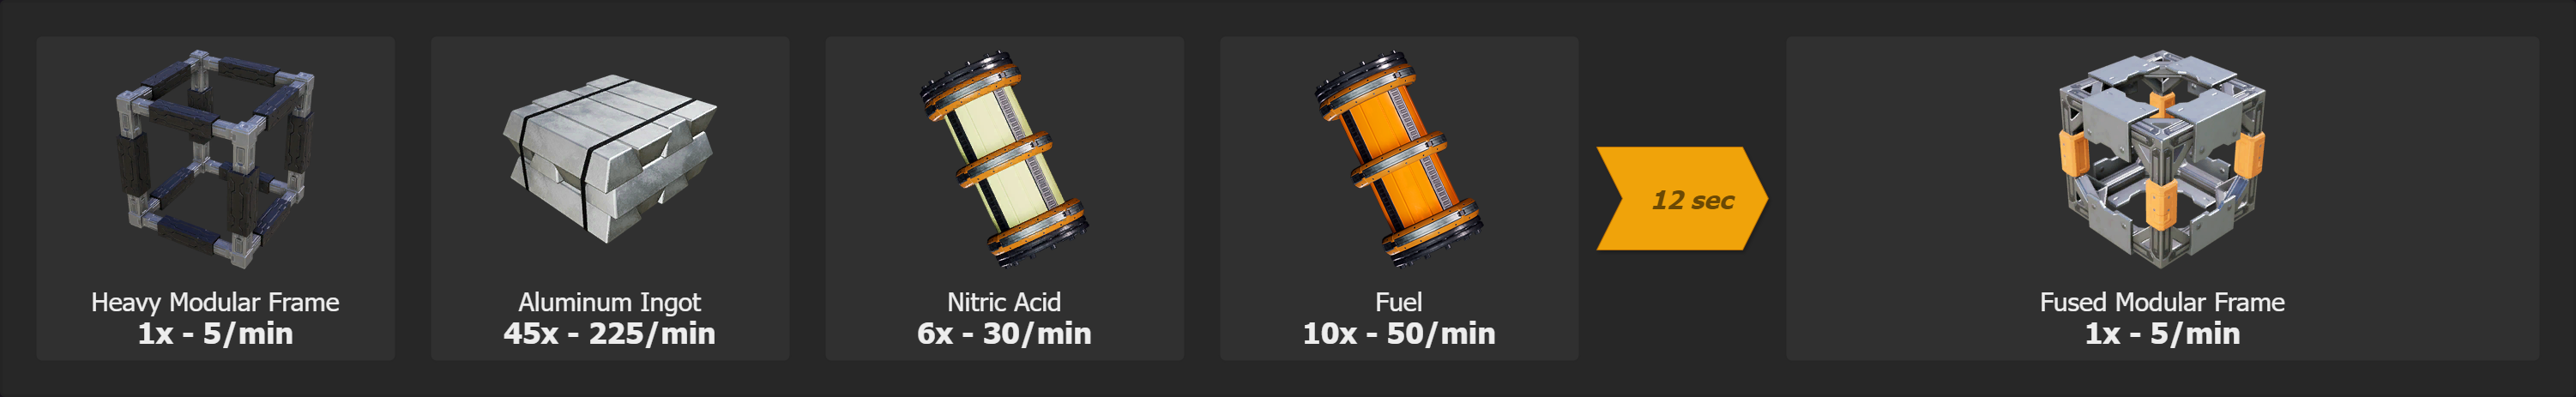 Heavy Modular Frame
1x - 5/min
Aluminum Ingot
45x - 225/min
Nitric Acid
6x - 30/min
Fuel
10x - 50/min
12 sec
Fused Modular Frame
1x - 5/min